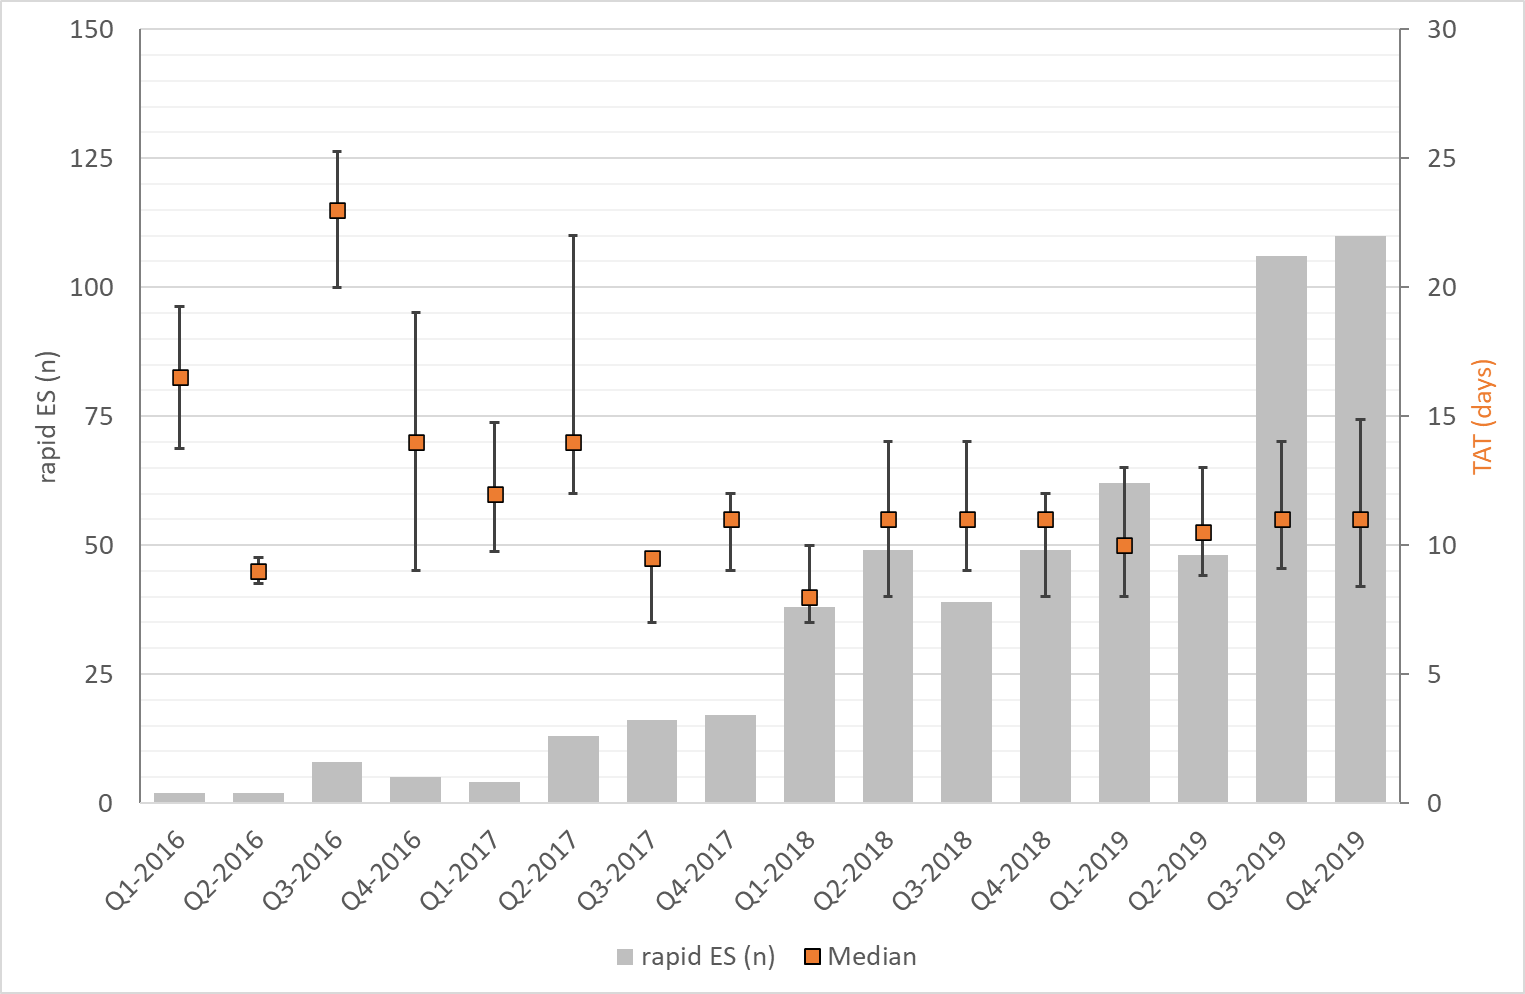 150
125
100
75
50
25
0
rapid ES (n)
30
25
20
15
10
5
0
TAT (days)
Q1-2016
Q2-2016
Q3-2016
Q4-2016
Q1-2017
Q2-2017
Q3-2017
Q4-2017
Q1-2018
Q2-2018
Q3-2018
Q4-2018
Q1-2019
Q2-2019
Q3-2019
Q4-2019
rapid ES (n) Median